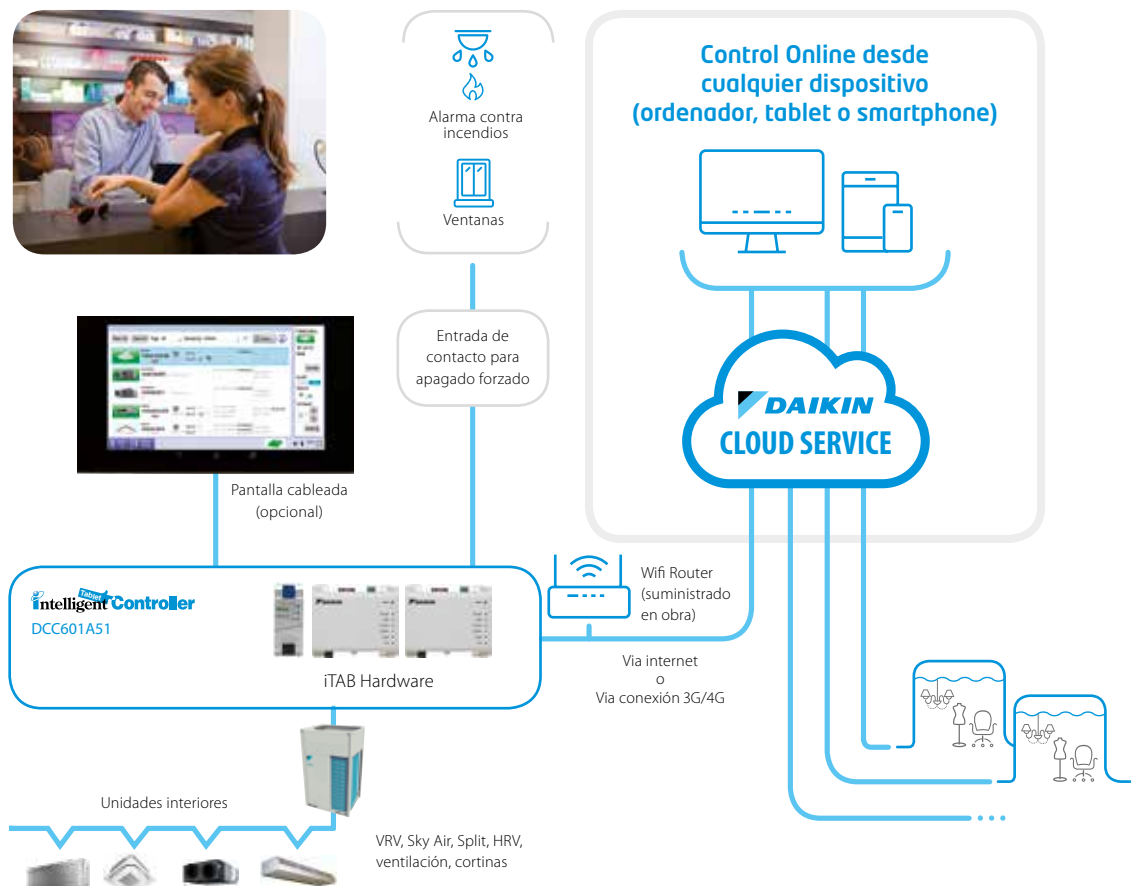 Alarma contra
incendios
Ventanas
Control Online desde
cualquier dispositivo
(ordenador, tablet o smartphone)
Entrada de
contacto para
apagado forzado
DAIKIN
CLOUD SERVICE
Pantalla cableada
(opcional)
intelligent Tablet Controller
DCC601A51
iTAB Hardware
Wifi Router
(suministrado
en obra)
Via internet
o
Via conexión 3G/4G
Unidades interiores
VRV, Sky Air, Split, HRV,
ventilación, cortinas